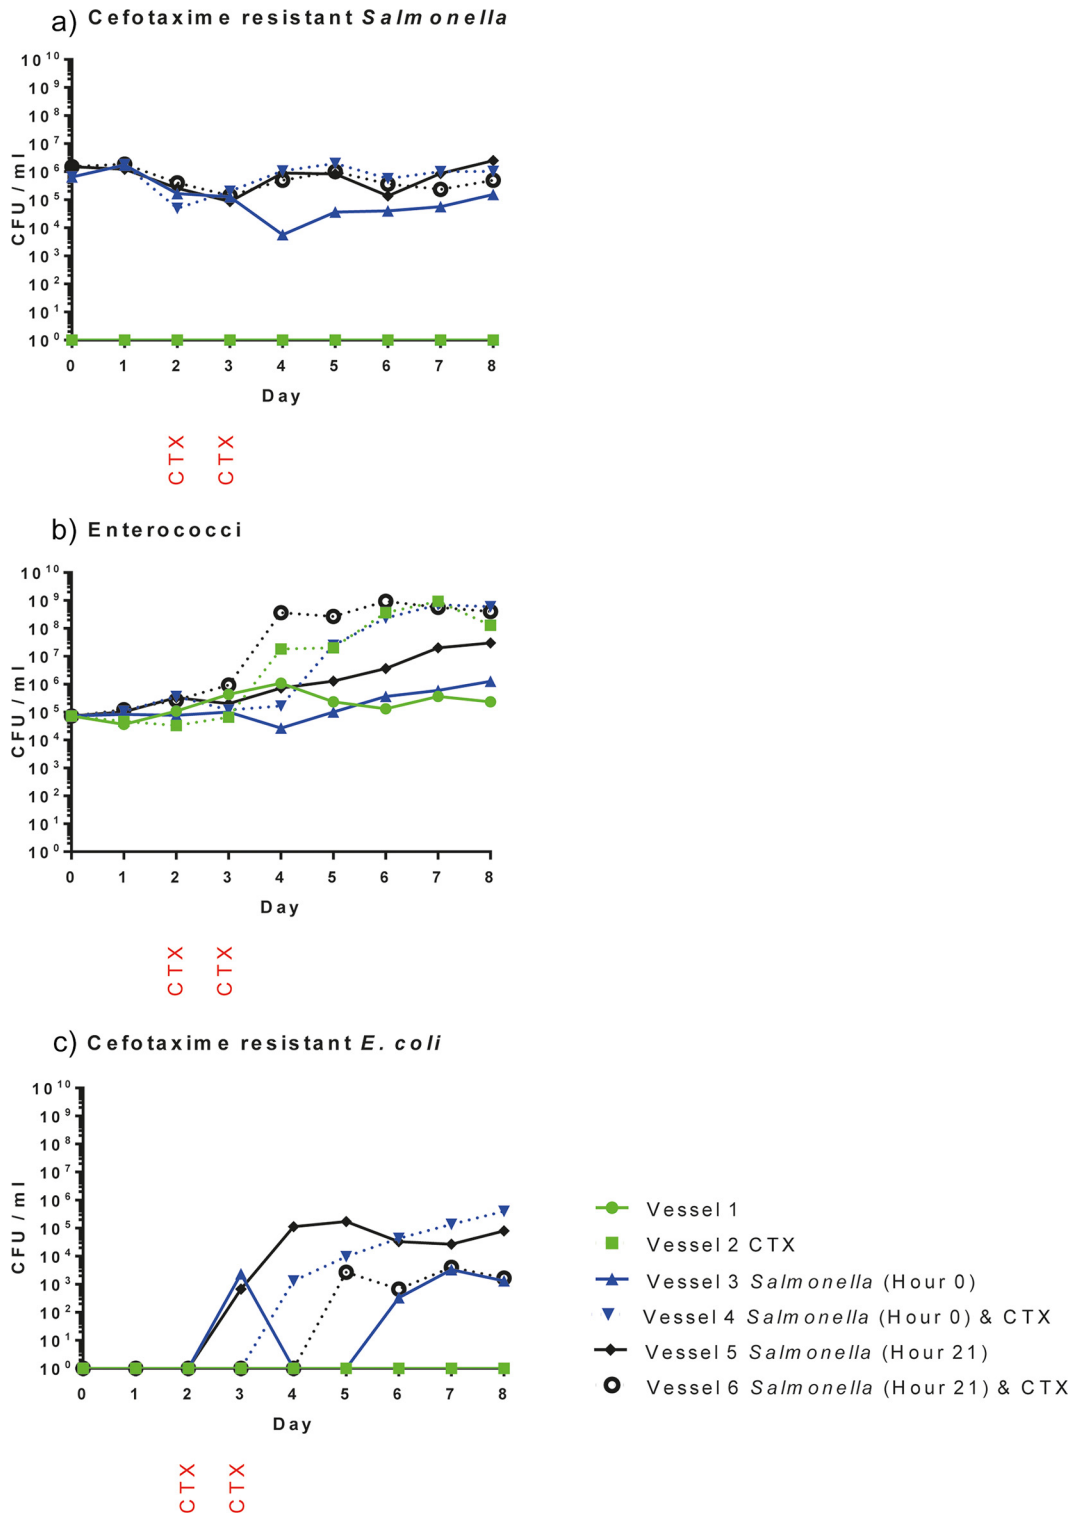 a) Cefotaxime resistant Salmonella
10^10
10^9
10^8
10^7
10^6
10^5
10^4
10^3
10^2
10^1
10^0
CFU / ml
0 1 2 3 4 5 6 7 8
Day
CTX CTX
b) Enterococci
10^10
10^9
10^8
10^7
10^6
10^5
10^4
10^3
10^2
10^1
10^0
CFU / ml
0 1 2 3 4 5 6 7 8
Day
CTX CTX
c) Cefotaxime resistant E. coli
10^10
10^9
10^8
10^7
10^6
10^5
10^4
10^3
10^2
10^1
10^0
CFU / ml
0 1 2 3 4 5 6 7 8
Day
CTX CTX
Vessel 1
Vessel 2 CTX
Vessel 3 Salmonella (Hour 0)
Vessel 4 Salmonella (Hour 0) & CTX
Vessel 5 Salmonella (Hour 21)
Vessel 6 Salmonella (Hour 21) & CTX